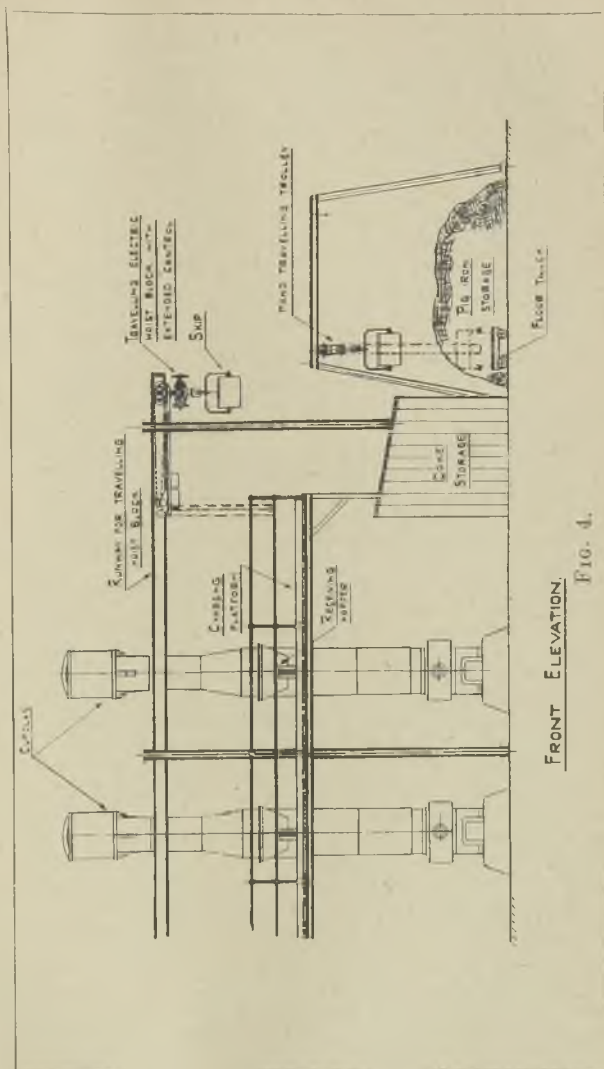 CUPOLAS
RUNWAY FOR TRAVELLING
HOIST BLOCK
TRAVELLING ELECTRIC
HOIST BLOCK WITH
EXTENDED CONTROL
SKIP
CHARGING
PLATFORM
RECEIVING
HOPPER
HAND TRAVELLING TROLLEY
COKE
STORAGE
PIG IRON
STORAGE
FLOOR TRUCK
FRONT ELEVATION.
FIG. 4.